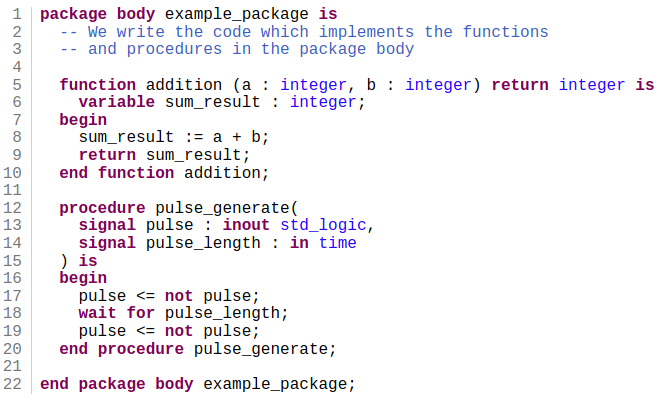 1 package body example_package is
2   -- We write the code which implements the functions
3   -- and procedures in the package body
4
5   function addition (a : integer, b : integer) return integer is
6     variable sum_result : integer;
7   begin
8     sum_result := a + b;
9     return sum_result;
10   end function addition;
11
12   procedure pulse_generate(
13     signal pulse : inout std_logic,
14     signal pulse_length : in time
15   ) is
16   begin
17     pulse <= not pulse;
18     wait for pulse_length;
19     pulse <= not pulse;
20   end procedure pulse_generate;
21
22 end package body example_package;